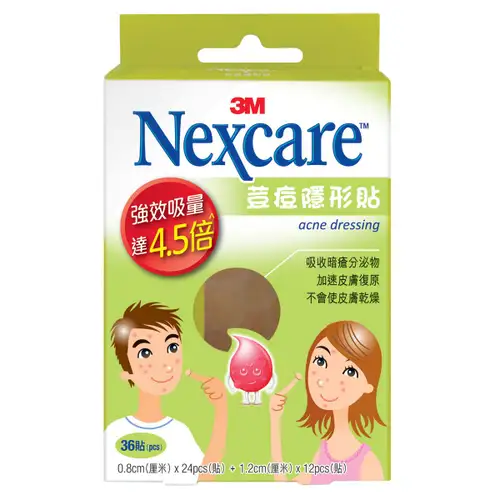 3M
Nexcare™
荳痘隱形貼
acne dressing
強效吸量
達4.5倍^
吸收暗瘡分泌物
加速皮膚復原
不會使皮膚乾燥
36貼(pcs)
0.8cm(厘米) x 24pcs(貼) + 1.2cm(厘米) x 12pcs(貼)